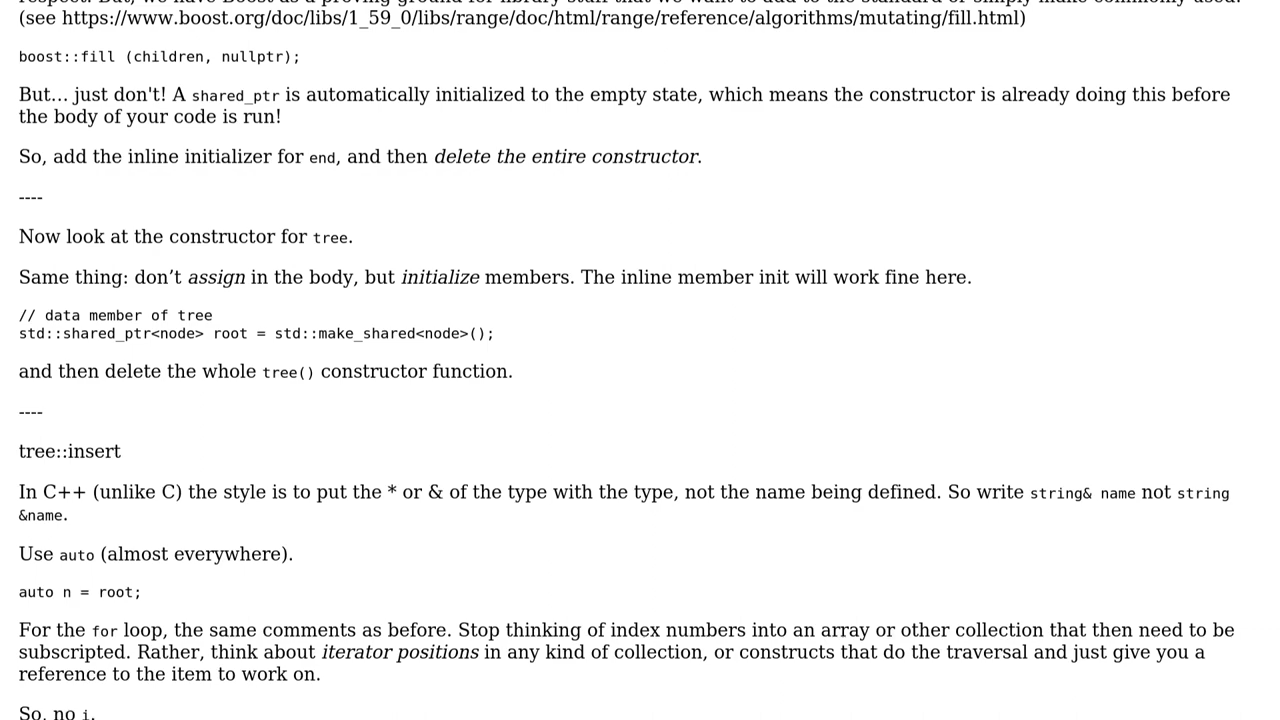 (see https://www.boost.org/doc/libs/1_59_0/libs/range/doc/html/range/reference/algorithms/mutating/fill.html)
boost::fill (children, nullptr);
But... just don't! A shared_ptr is automatically initialized to the empty state, which means the constructor is already doing this before
the body of your code is run!
So, add the inline initializer for end, and then delete the entire constructor.
----
Now look at the constructor for tree.
Same thing: don’t assign in the body, but initialize members. The inline member init will work fine here.
// data member of tree
std::shared_ptr<node> root = std::make_shared<node>();
and then delete the whole tree() constructor function.
----
tree::insert
In C++ (unlike C) the style is to put the * or & of the type with the type, not the name being defined. So write string& name not string
&name.
Use auto (almost everywhere).
auto n = root;
For the for loop, the same comments as before. Stop thinking of index numbers into an array or other collection that then need to be
subscripted. Rather, think about iterator positions in any kind of collection, or constructs that do the traversal and just give you a
reference to the item to work on.
So, no i.